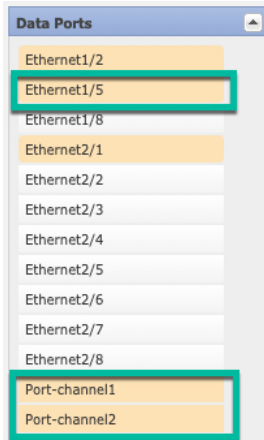 Data Ports
Ethernet1/2
Ethernet1/5
Ethernet1/8
Ethernet2/1
Ethernet2/2
Ethernet2/3
Ethernet2/4
Ethernet2/5
Ethernet2/6
Ethernet2/7
Ethernet2/8
Port-channel1
Port-channel2